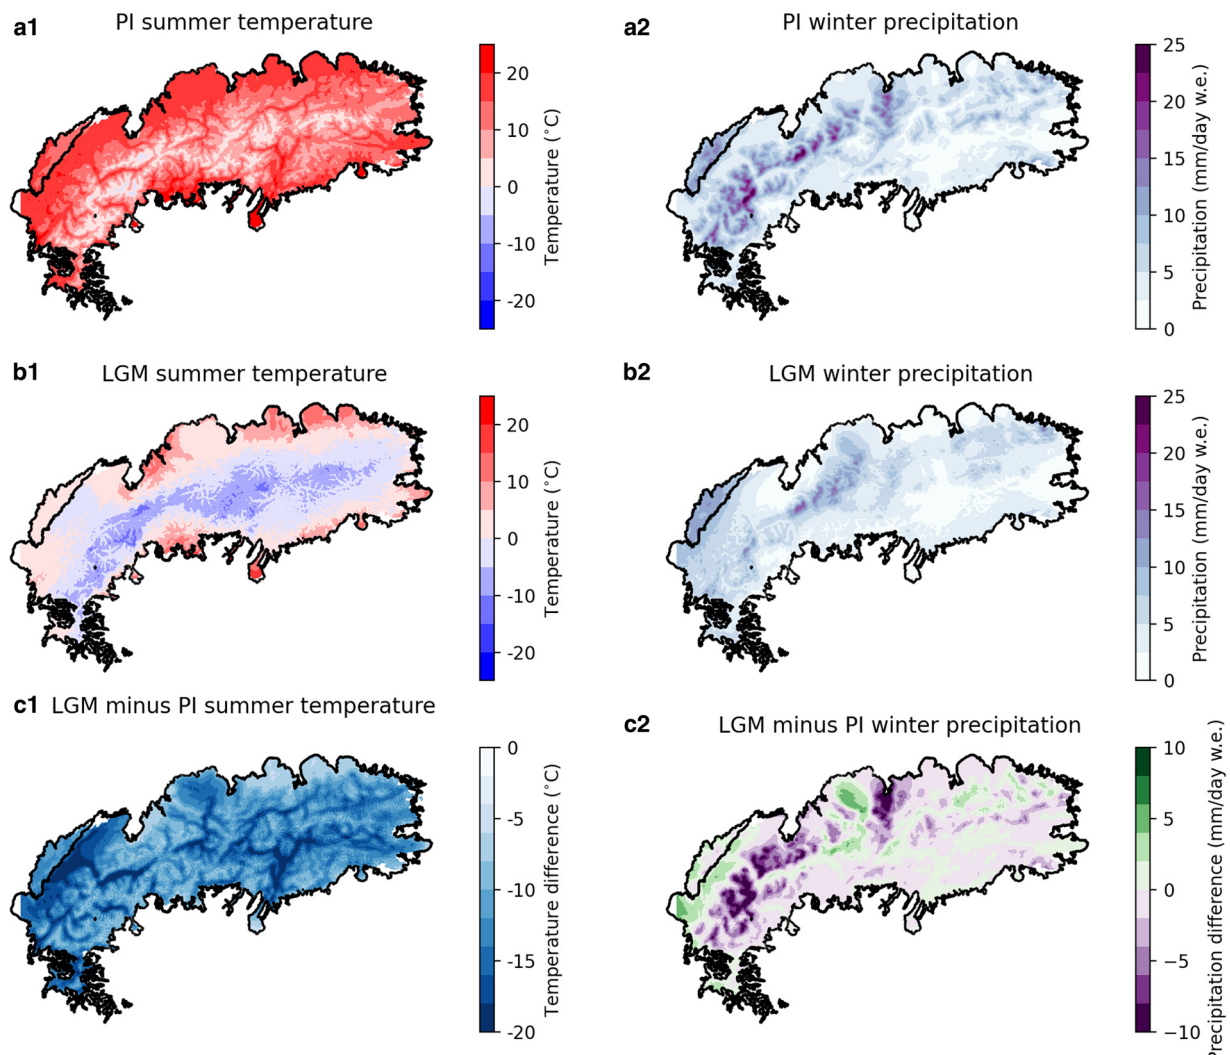 a1 PI summer temperature
20
10
0
-10
-20
Temperature (°C)
a2 PI winter precipitation
25
20
15
10
5
0
Precipitation (mm/day w.e.)
b1 LGM summer temperature
20
10
0
-10
-20
Temperature (°C)
b2 LGM winter precipitation
25
20
15
10
5
0
Precipitation (mm/day w.e.)
c1 LGM minus PI summer temperature
0
-5
-10
-15
-20
Temperature difference (°C)
c2 LGM minus PI winter precipitation
10
5
0
−5
−10
recipitation difference (mm/day w.e.)